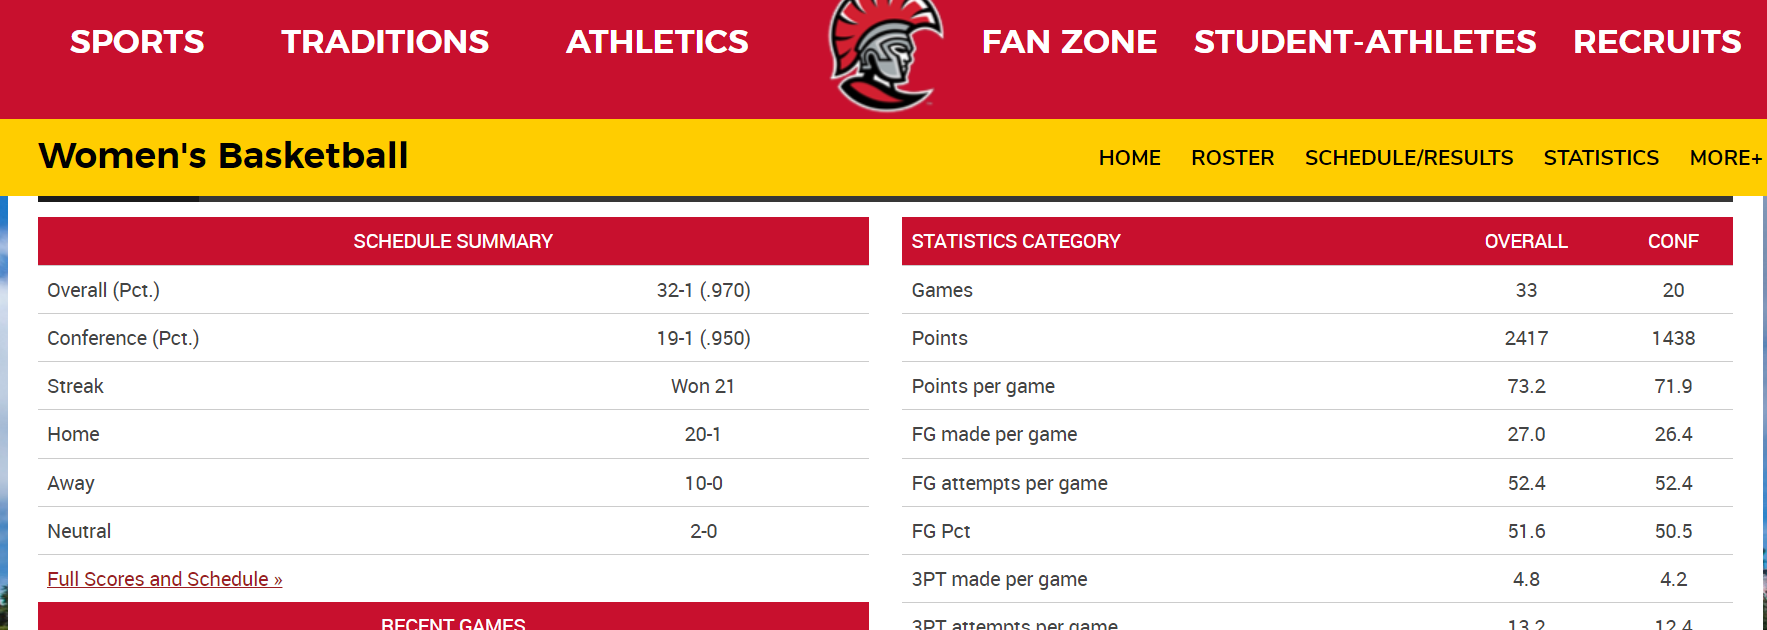 SPORTS TRADITIONS ATHLETICS FAN ZONE STUDENT-ATHLETES RECRUITS
Women's Basketball HOME ROSTER SCHEDULE/RESULTS STATISTICS MORE+
SCHEDULE SUMMARY
Overall (Pct.) 32-1 (.970)
Conference (Pct.) 19-1 (.950)
Streak Won 21
Home 20-1
Away 10-0
Neutral 2-0
Full Scores and Schedule »
RECENT GAMES
STATISTICS CATEGORY OVERALL CONF
Games 33 20
Points 2417 1438
Points per game 73.2 71.9
FG made per game 27.0 26.4
FG attempts per game 52.4 52.4
FG Pct 51.6 50.5
3PT made per game 4.8 4.2
3PT attempts per game 13.2 12.4